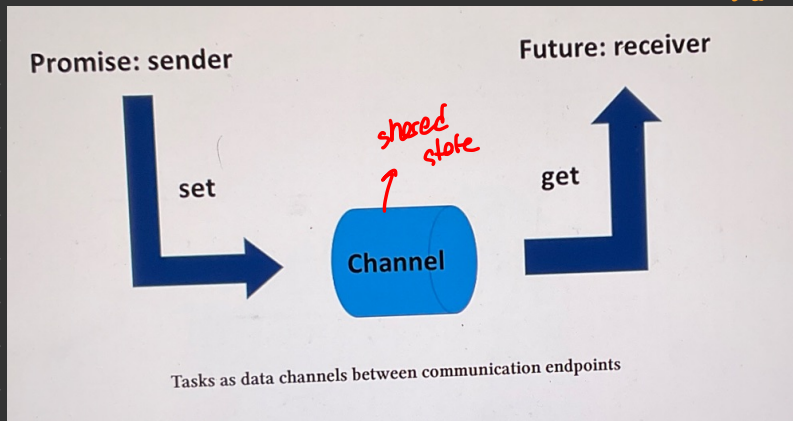 Promise: sender
Future: receiver
shared
state
set
get
Channel
Tasks as data channels between communication endpoints